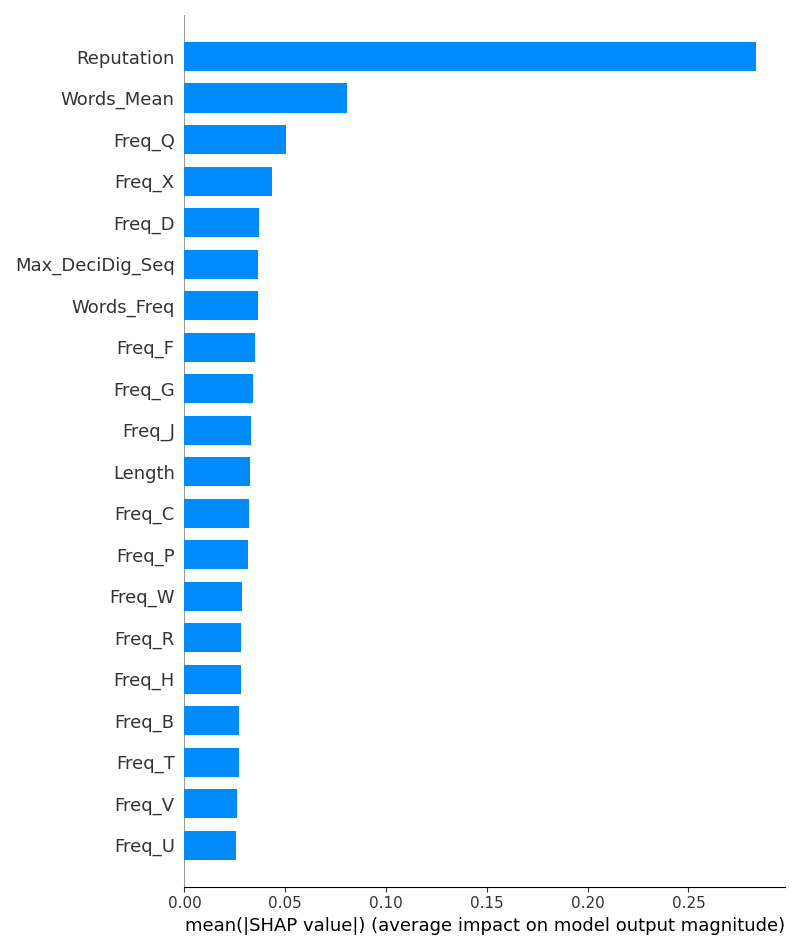 Reputation
Words_Mean
Freq_Q
Freq_X
Freq_D
Max_DeciDig_Seq
Words_Freq
Freq_F
Freq_G
Freq_J
Length
Freq_C
Freq_P
Freq_W
Freq_R
Freq_H
Freq_B
Freq_T
Freq_V
Freq_U
0.00 0.05 0.10 0.15 0.20 0.25
mean(|SHAP value|) (average impact on model output magnitude)